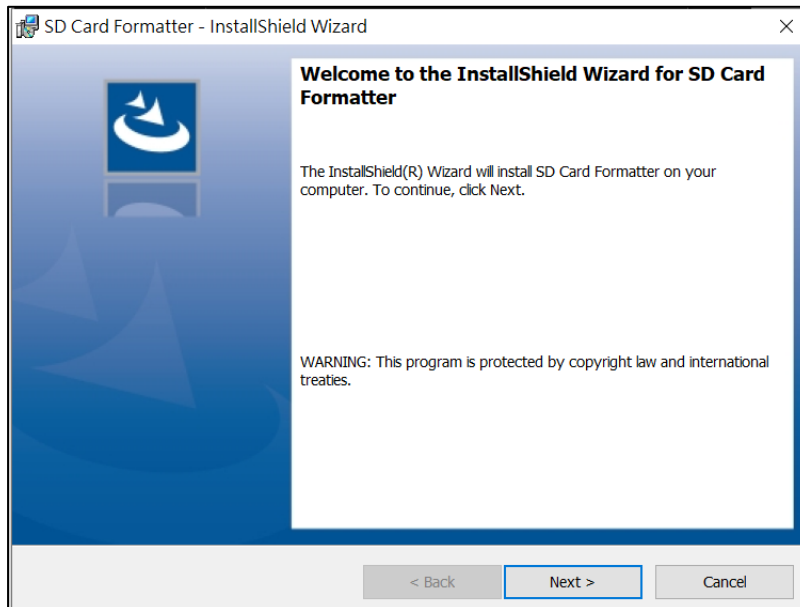 SD Card Formatter - InstallShield Wizard
Welcome to the InstallShield Wizard for SD Card
Formatter
The InstallShield(R) Wizard will install SD Card Formatter on your
computer. To continue, click Next.
WARNING: This program is protected by copyright law and international
treaties.
< Back
Next >
Cancel